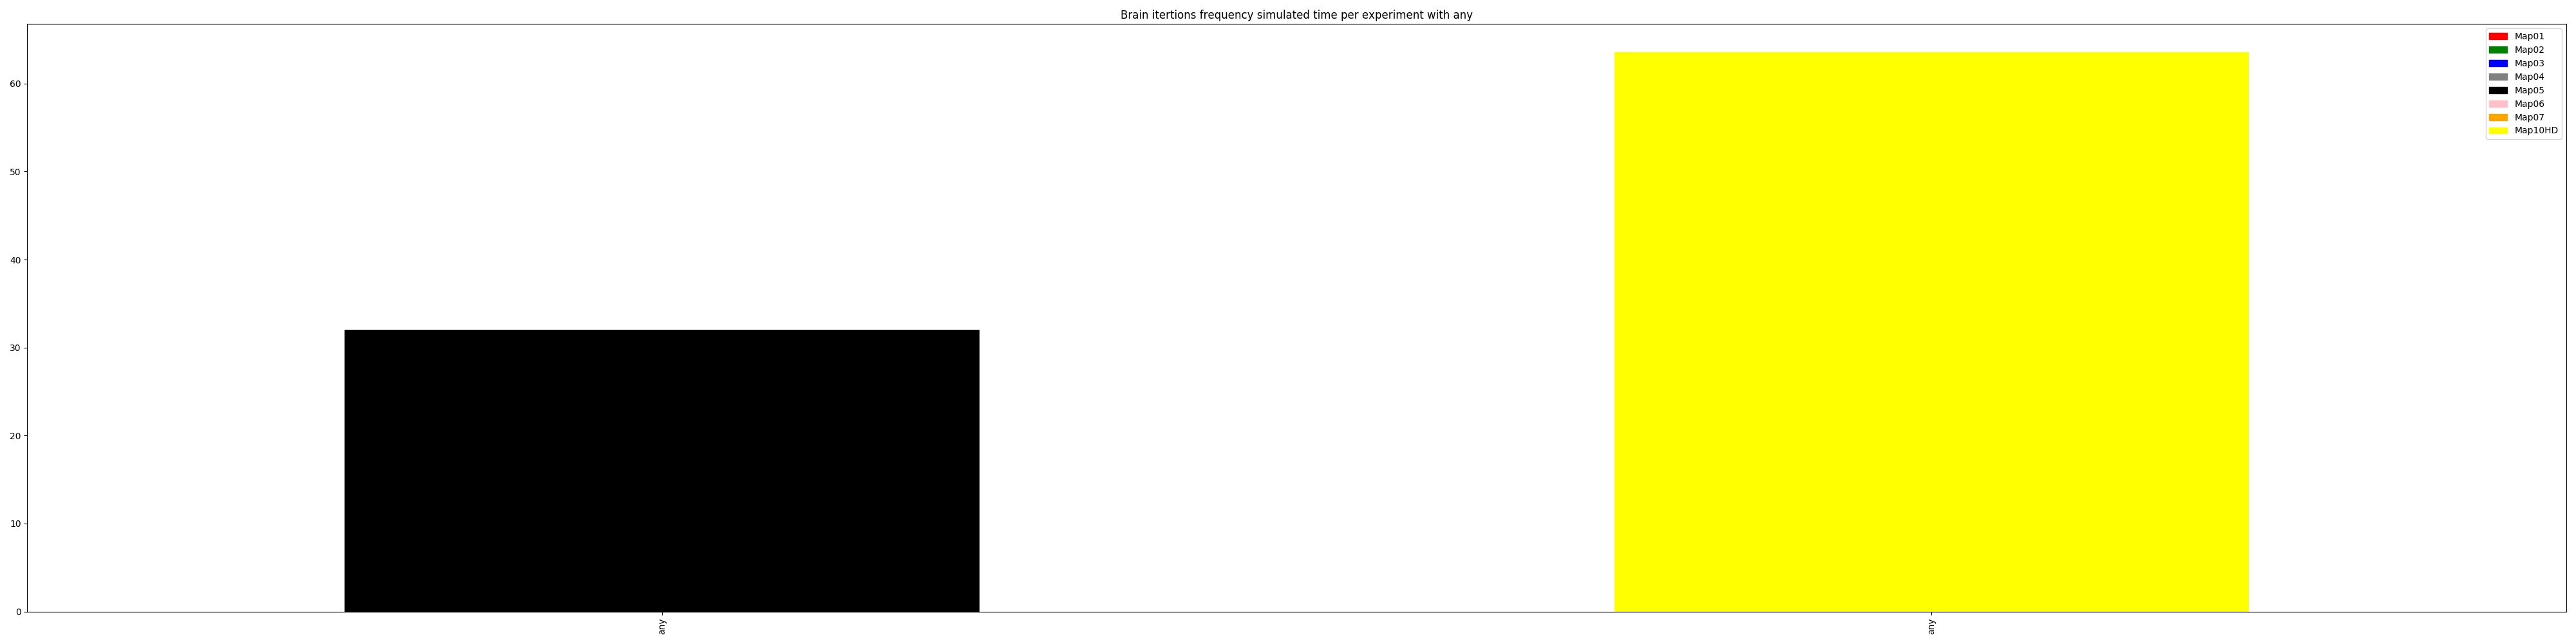 Brain itertions frequency simulated time per experiment with any
Map01
Map02
Map03
Map04
Map05
Map06
Map07
Map10HD
60
50
40
30
20
10
0
any
any